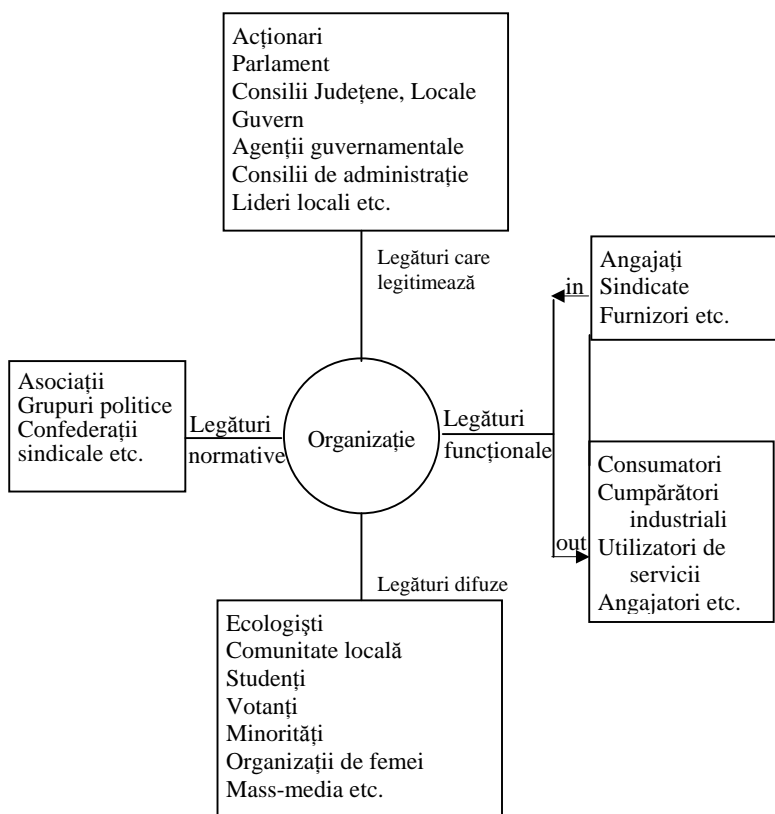 Acționari
Parlament
Consilii Județene, Locale
Guvern
Agenții guvernamentale
Consilii de administrație
Lideri locali etc.
Legături care
legitimează
in
Angajați
Sindicate
Furnizori etc.
Asociații
Grupuri politice
Confederații
sindicale etc.
Legături
normative
Organizație
Legături
funcționale
out
Consumatori
Cumpărători
industriali
Utilizatori de
servicii
Angajatori etc.
Legături difuze
Ecologişti
Comunitate locală
Studenți
Votanți
Minorități
Organizații de femei
Mass-media etc.